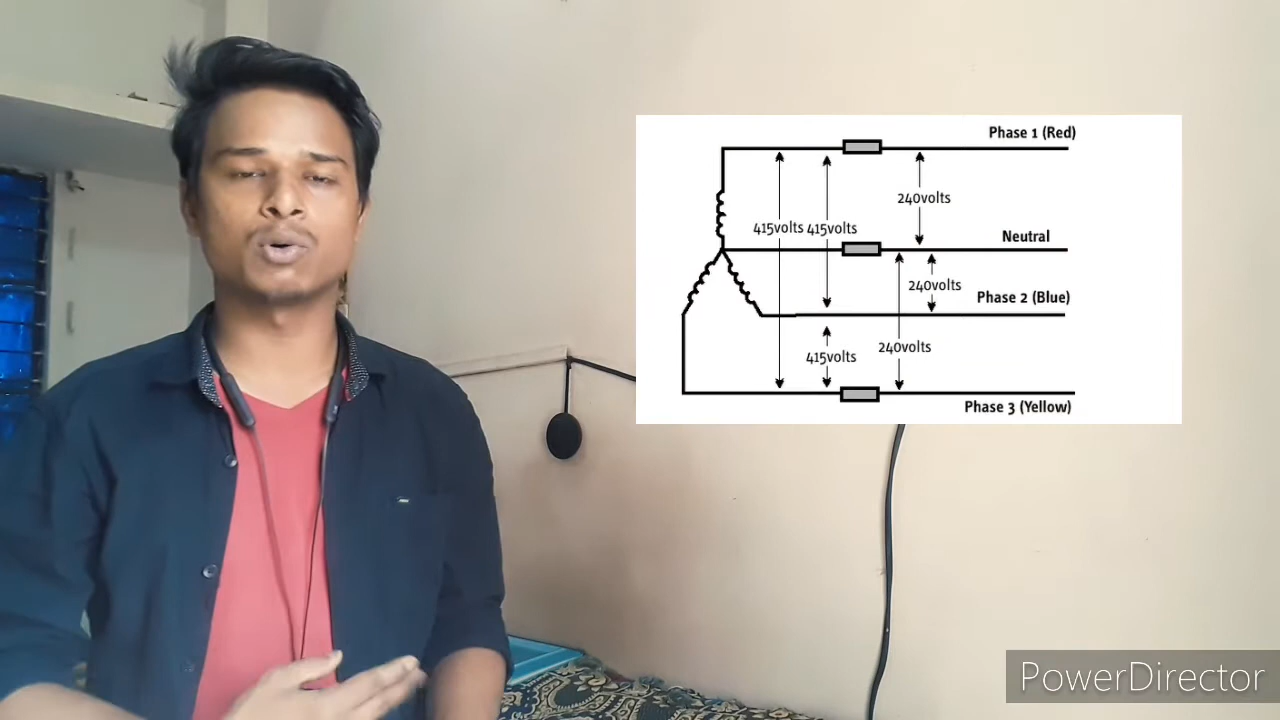 Phase 1 (Red)
240volts
415volts 415volts
Neutral
240volts
Phase 2 (Blue)
415volts
240volts
Phase 3 (Yellow)
PowerDirector